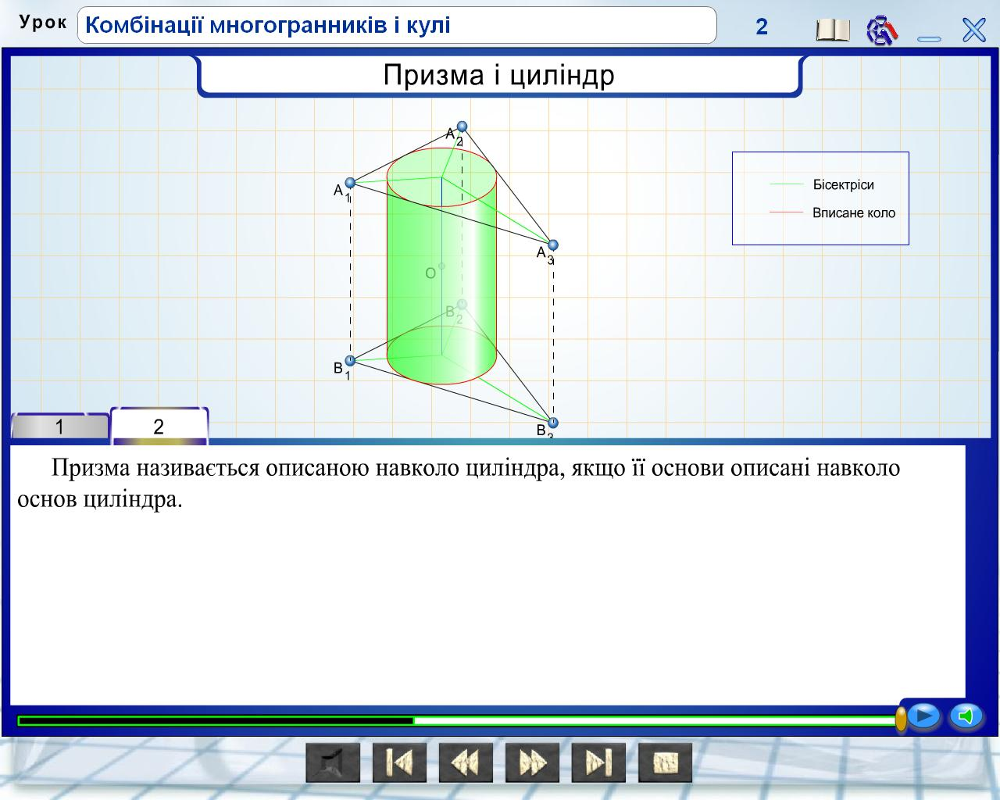 Урок
Комбінації многогранників і кулі
2
Призма і циліндр
A2
A1
A3
O
B2
B1
B3
Бісектріси
Вписане коло
1
2
Призма називається описаною навколо циліндра, якщо її основи описані навколо
основ циліндра.